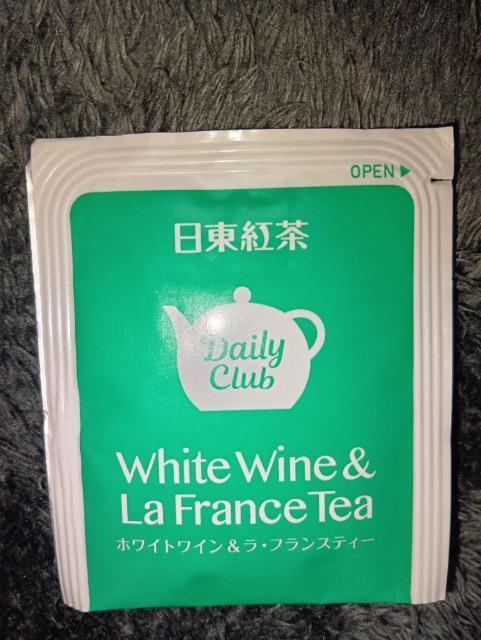 OPEN ▶
日東紅茶
Daily
Club
White Wine &
La France Tea
ホワイトワイン&ラ・フランスティー